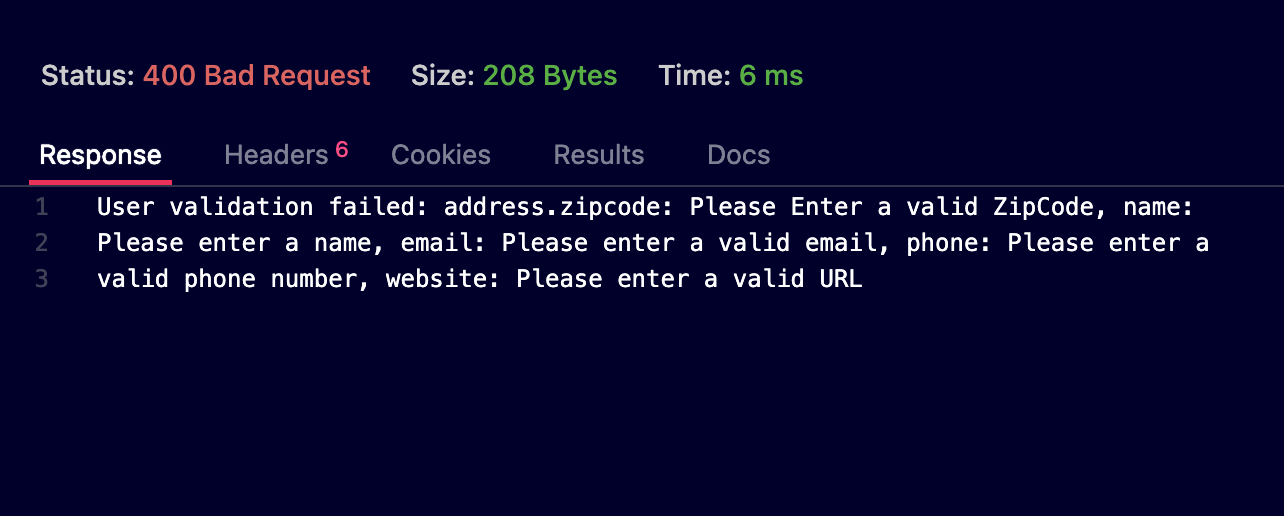 Status: 400 Bad Request Size: 208 Bytes Time: 6 ms
Response Headers 6 Cookies Results Docs
1 User validation failed: address.zipcode: Please Enter a valid ZipCode, name:
2 Please enter a name, email: Please enter a valid email, phone: Please enter a
3 valid phone number, website: Please enter a valid URL